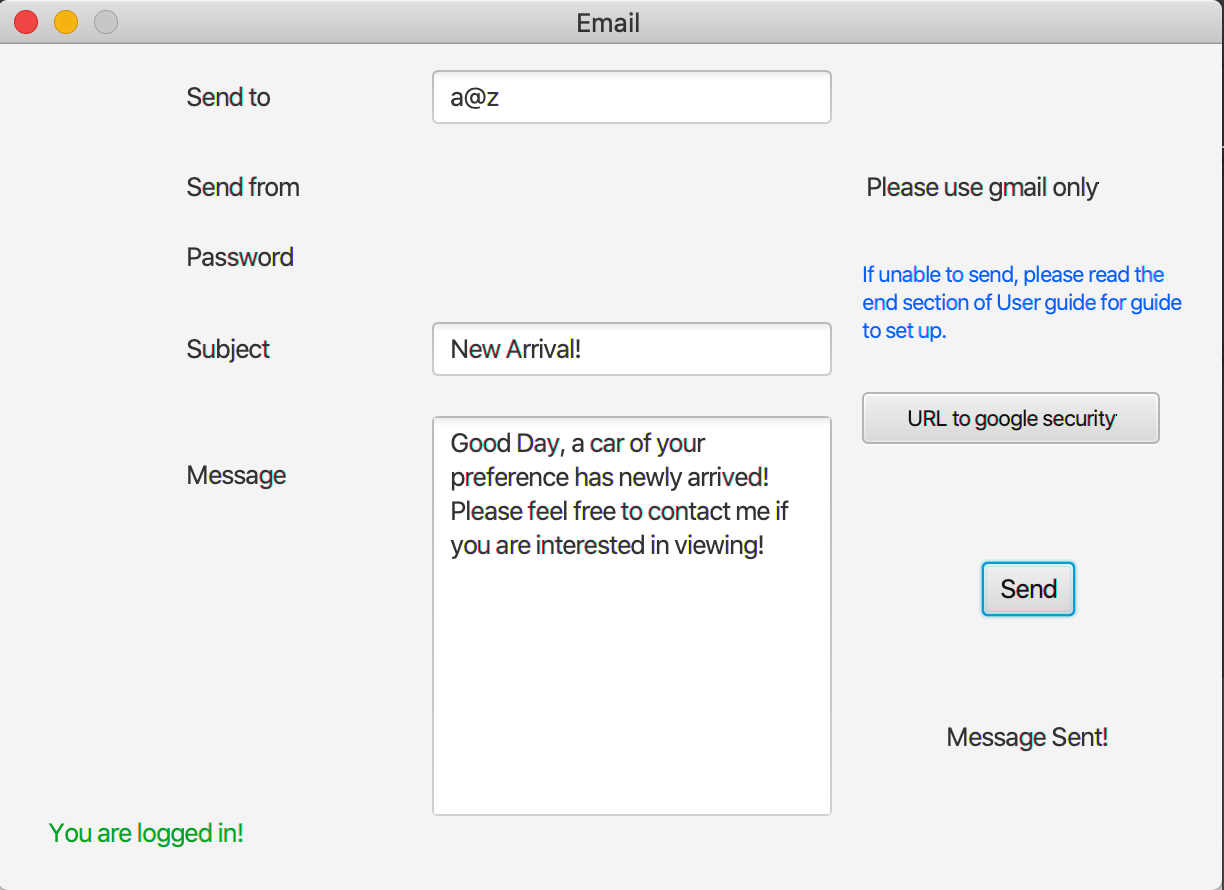 Email
Send to
a@z
Send from
Please use gmail only
Password
If unable to send, please read the
end section of User guide for guide
to set up.
Subject
New Arrival!
URL to google security
Message
Good Day, a car of your
preference has newly arrived!
Please feel free to contact me if
you are interested in viewing!
Send
Message Sent!
You are logged in!